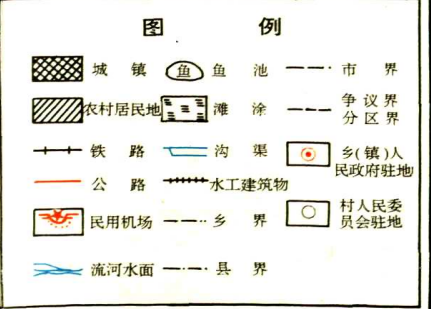 图 例
城 镇 鱼 鱼 池 市 界
农村居民地 滩 涂 争 议 界
分 区 界
铁 路 沟 渠 乡(镇)人
民政府驻地
公 路 水工建筑物
民用机场 乡 界 村人民委
员会驻地
流河水面 县 界